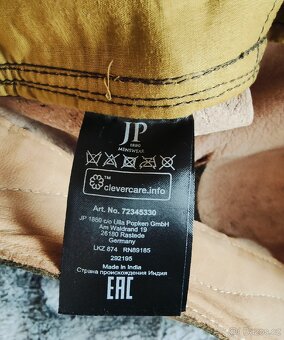 JP
1880
MENSWEAR
clevercare.info
Art. No. 72345330
JP 1880 c/o Ulla Popken GmbH
Am Waldrand 19
26180 Rastede
Germany
LKZ 674 RN89185
292195
Made in India
Страна происхождения Индия
EAC